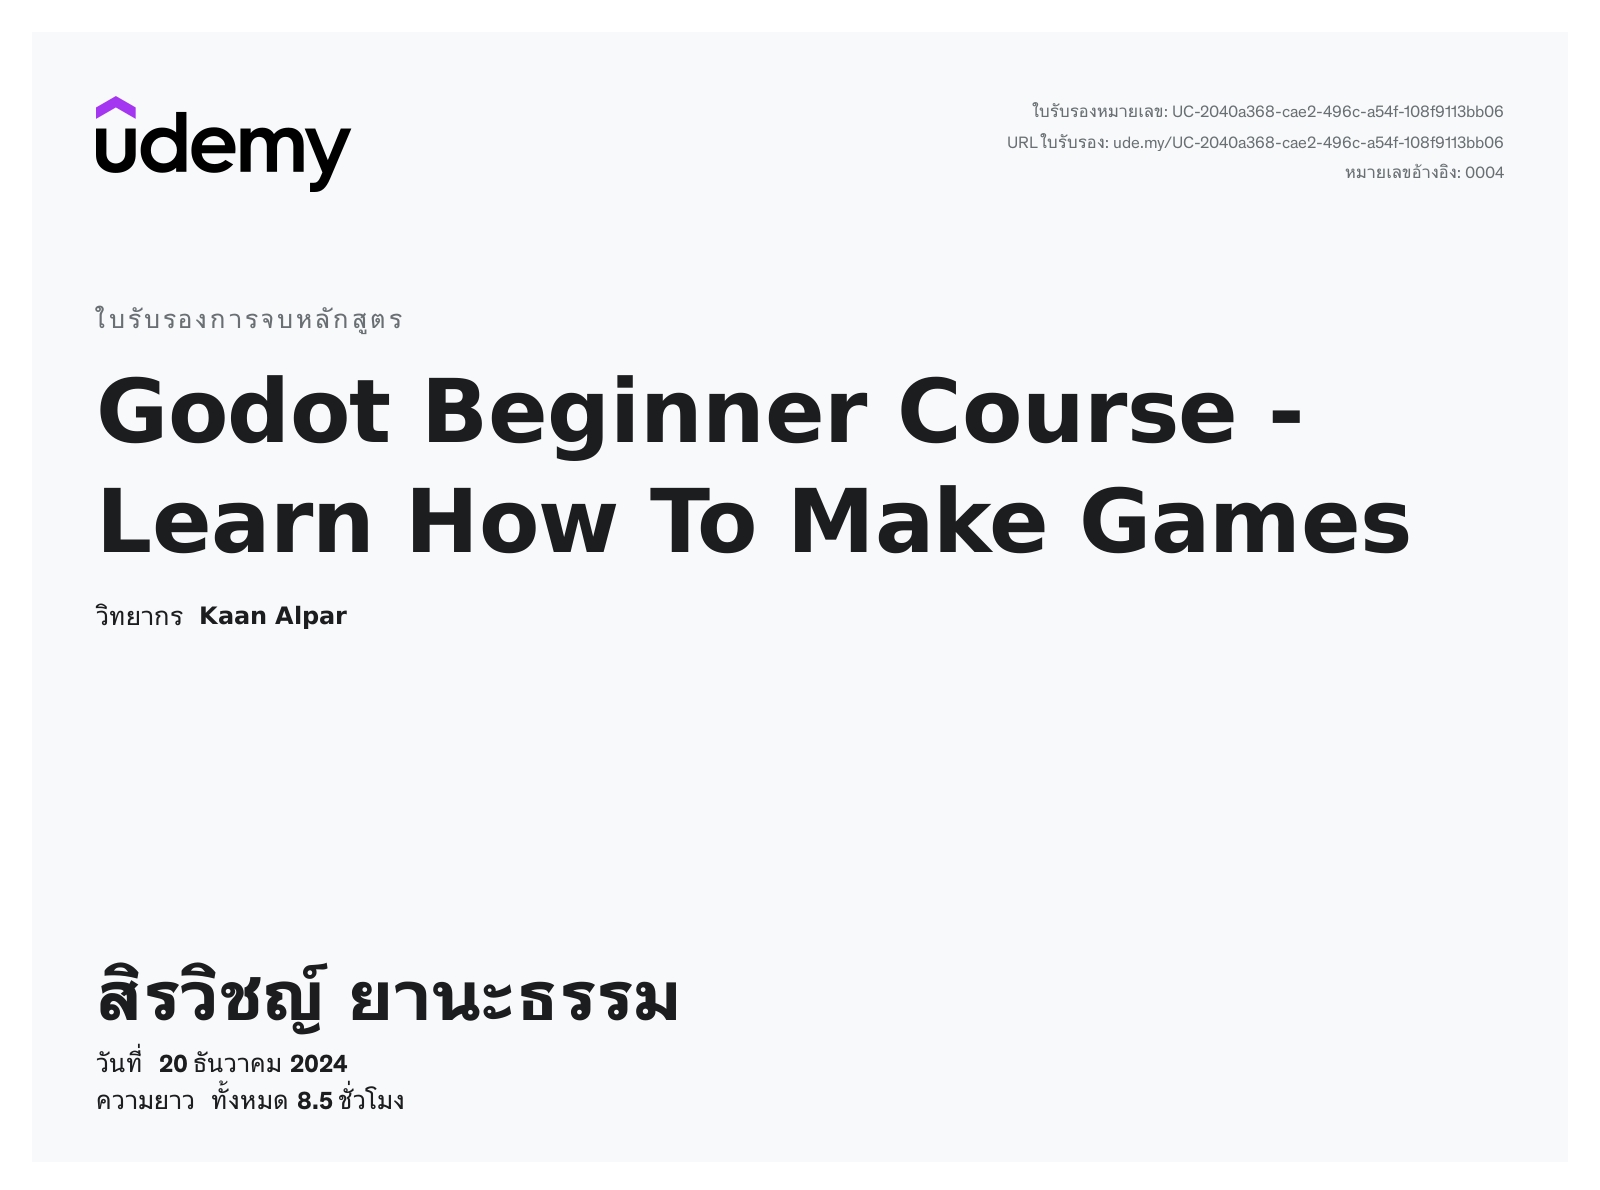 udemy
ใบรับรองหมายเลข: UC-2040a368-cae2-496c-a54f-108f9113bb06
URL ใบรับรอง: ude.my/UC-2040a368-cae2-496c-a54f-108f9113bb06
หมายเลขอ้างอิง: 0004
ใบรับรองการจบหลักสูตร
Godot Beginner Course -
Learn How To Make Games
วิทยากร Kaan Alpar
สิรวิชญ์ ยานะธรรม
วันที่ 20 ธันวาคม 2024
ความยาว ทั้งหมด 8.5 ชั่วโมง